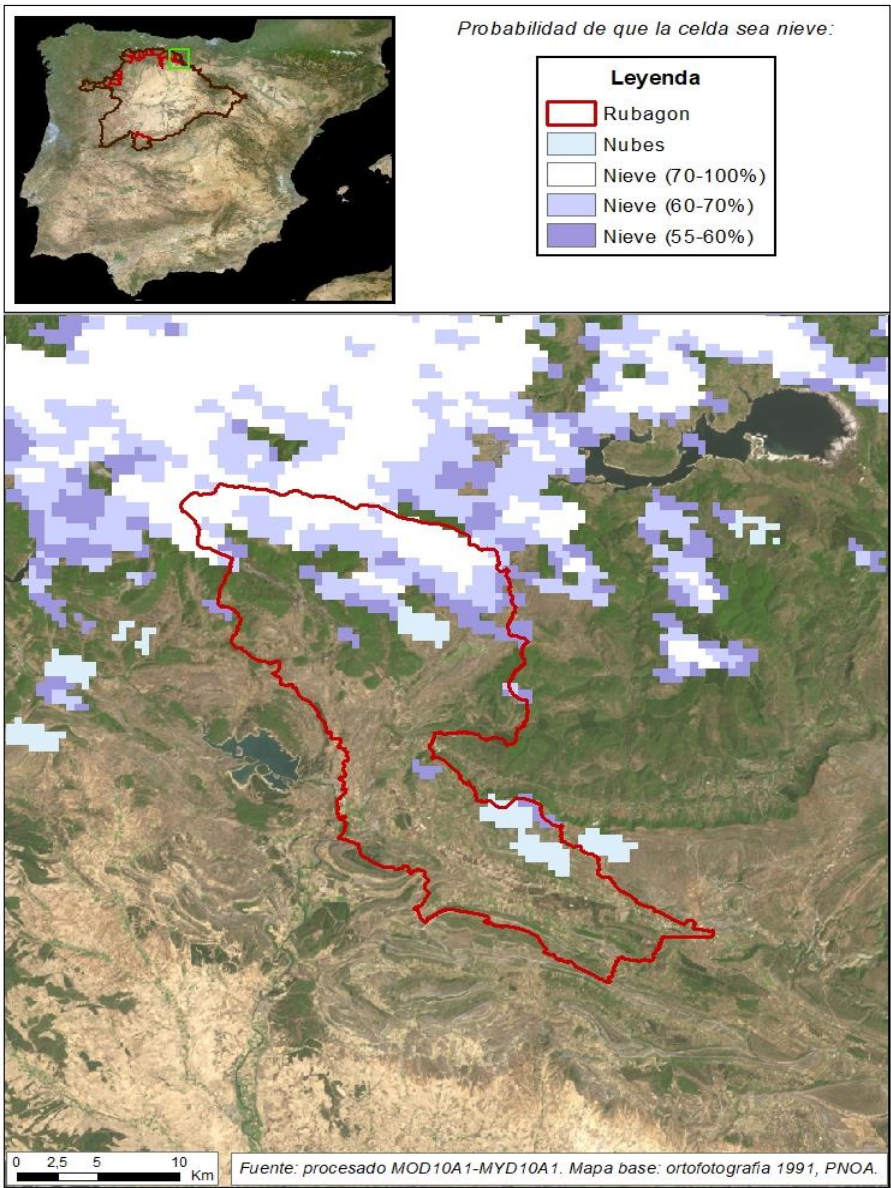 Probabilidad de que la celda sea nieve:
Leyenda
Rubagon
Nubes
Nieve (70-100%)
Nieve (60-70%)
Nieve (55-60%)
0 2,5 5 10
Km
Fuente: procesado MOD10A1-MYD10A1. Mapa base: ortofotografía 1991, PNOA.